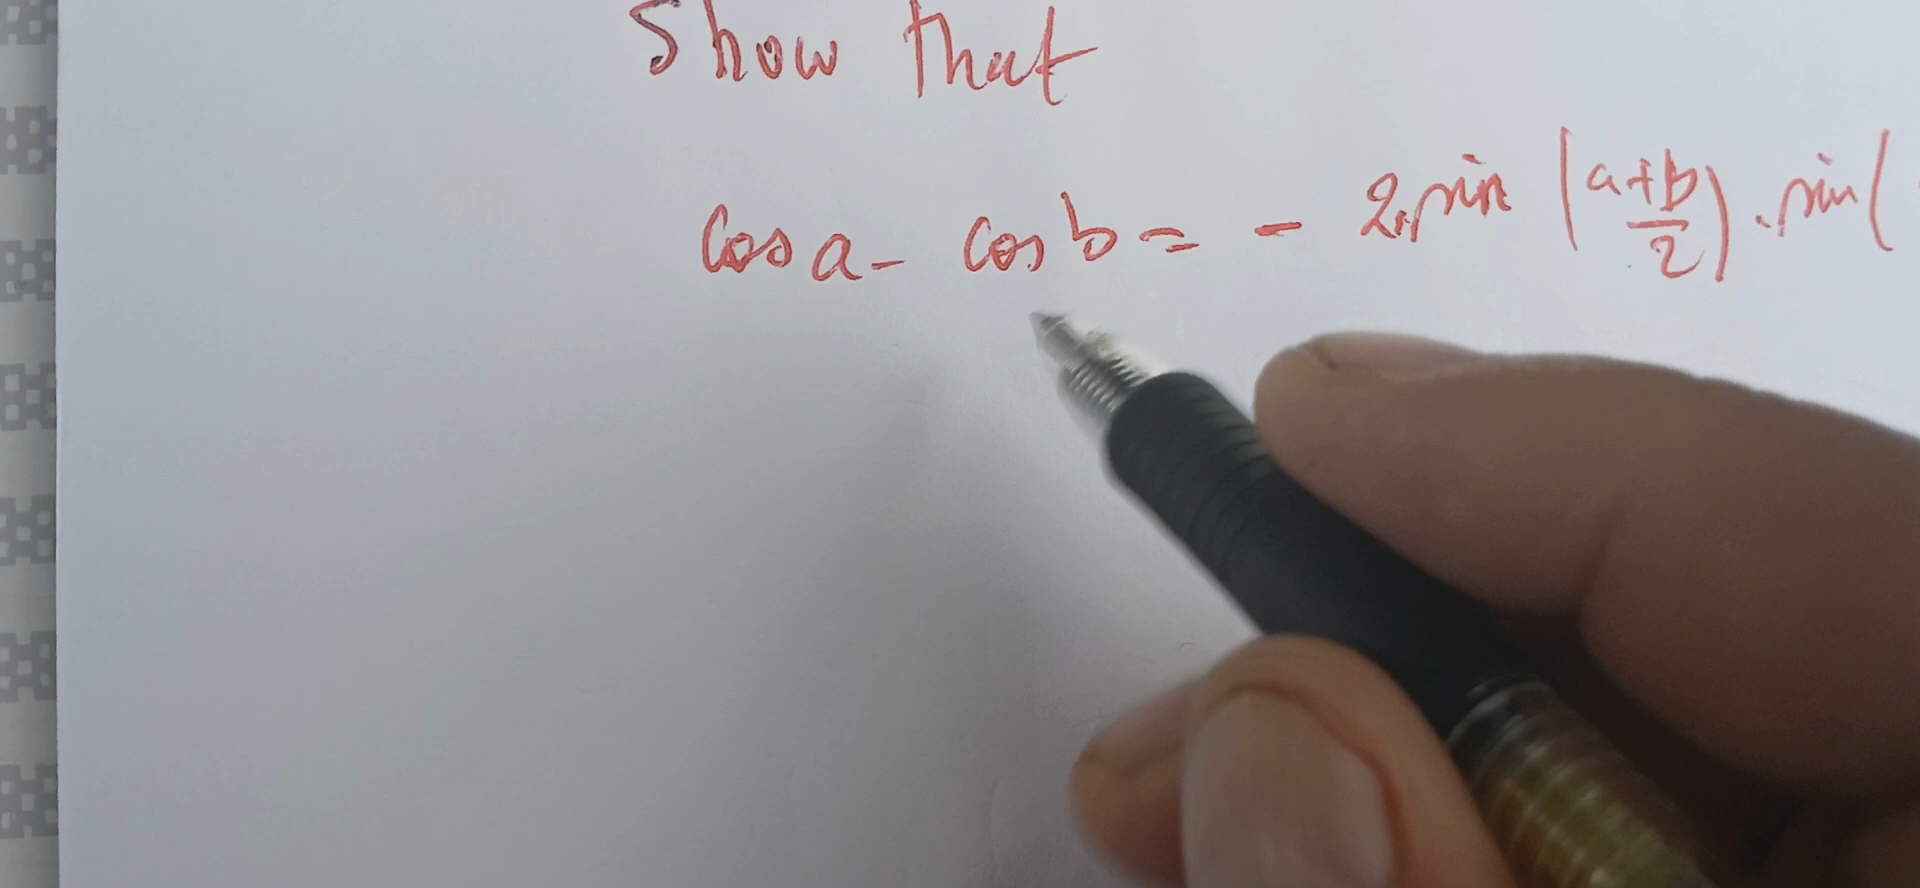 Show that
cos a - cos b = - 2.sin (a+b/2) . sin(